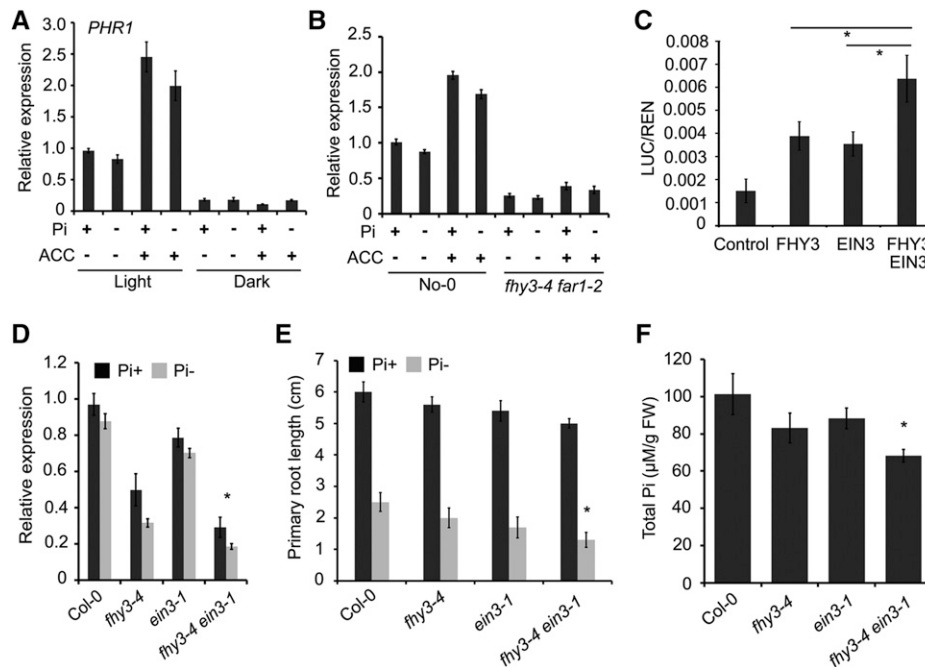 A
PHR1
Relative expression
3.0
2.5
2.0
1.5
1.0
0.5
0
Pi + - + - + - + -
ACC - - + + - - + +
Light Dark
B
Relative expression
2.5
2.0
1.5
1.0
0.5
0
Pi + - + - + - + -
ACC - - + + - - + +
No-0 fhy3-4 far1-2
C
LUC/REN
0.008
0.007
0.006
0.005
0.004
0.003
0.002
0.001
0
* *
Control FHY3 EIN3 FHY3
EIN3
D
Relative expression
1.2
1.0
0.8
0.6
0.4
0.2
0
Pi+ Pi-
*
Col-0 fhy3-4 ein3-1 fhy3-4 ein3-1
E
Primary root length (cm)
7
6
5
4
3
2
1
0
Pi+ Pi-
*
Col-0 fhy3-4 ein3-1 fhy3-4 ein3-1
F
Total Pi (µM/g FW)
120
100
80
60
40
20
0
*
Col-0 fhy3-4 ein3-1 fhy3-4 ein3-1